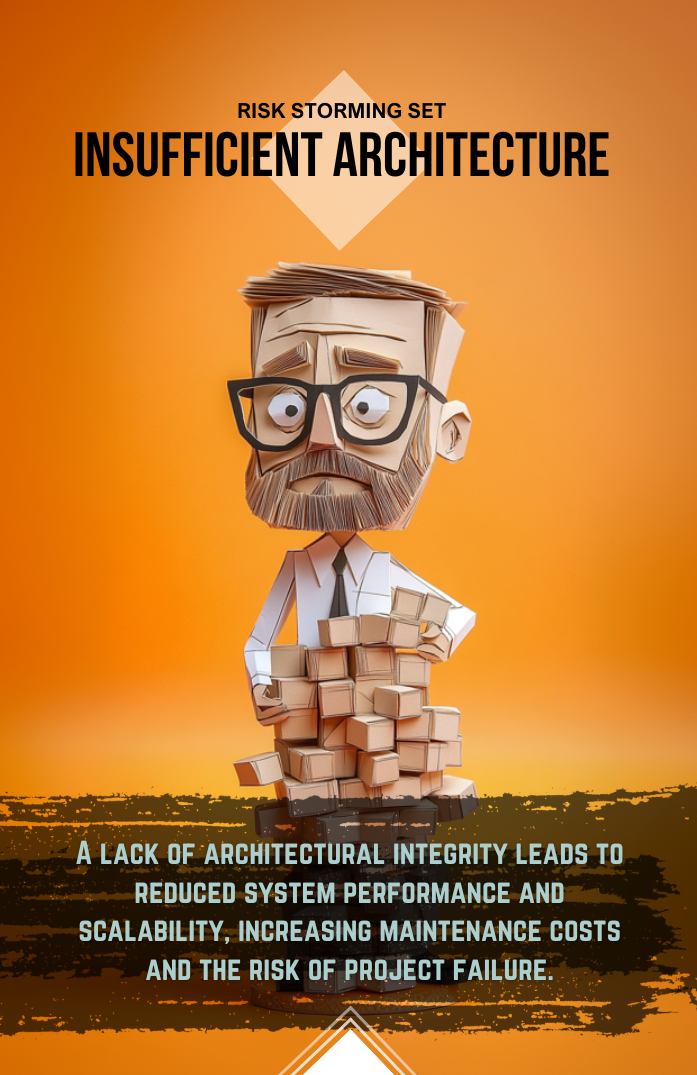 RISK STORMING SET
INSUFFICIENT ARCHITECTURE
A LACK OF ARCHITECTURAL INTEGRITY LEADS TO
REDUCED SYSTEM PERFORMANCE AND
SCALABILITY, INCREASING MAINTENANCE COSTS
AND THE RISK OF PROJECT FAILURE.